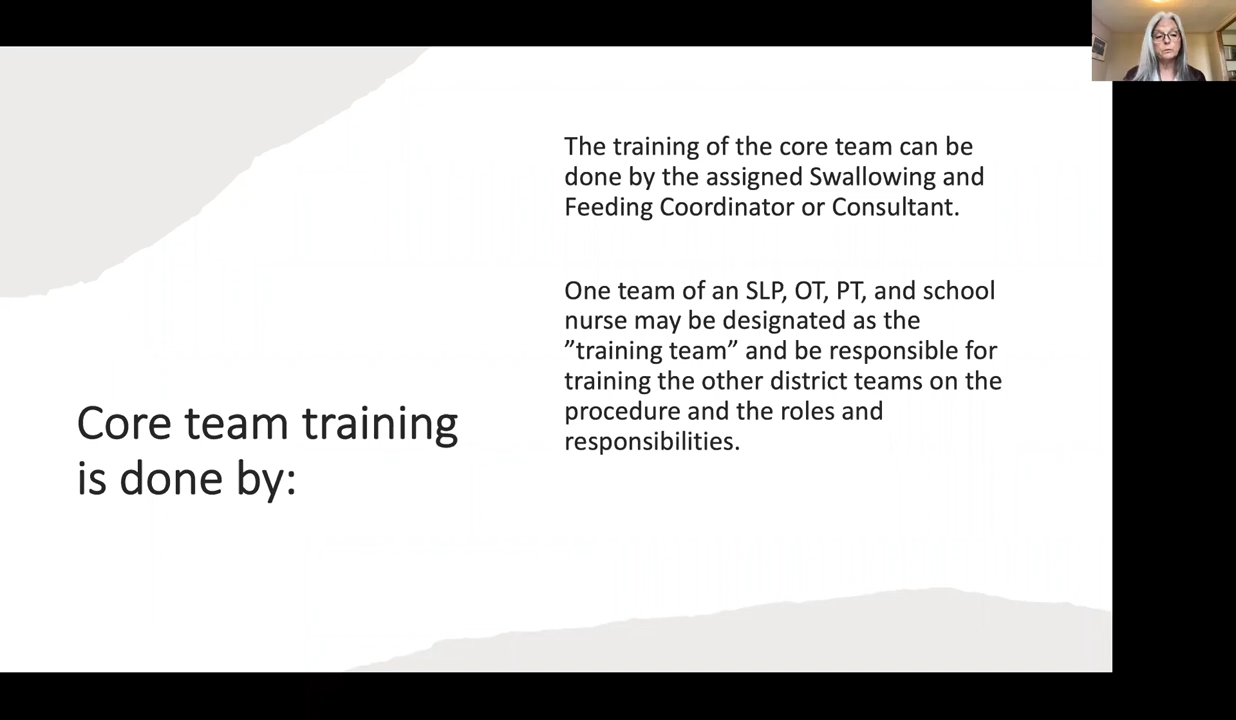 The training of the core team can be
done by the assigned Swallowing and
Feeding Coordinator or Consultant.
One team of an SLP, OT, PT, and school
nurse may be designated as the
”training team” and be responsible for
training the other district teams on the
procedure and the roles and
responsibilities.
Core team training
is done by: